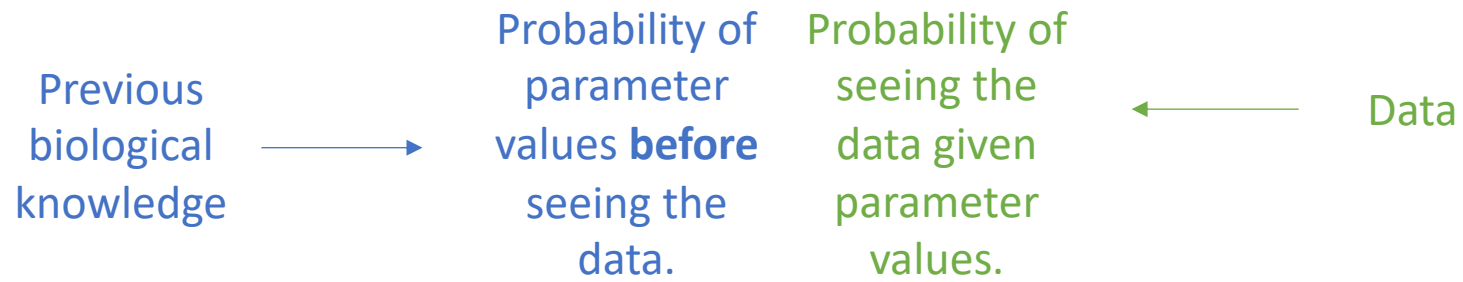 Previous
biological
knowledge
Probability of
parameter
values before
seeing the
data.
Probability of
seeing the
data given
parameter
values.
Data